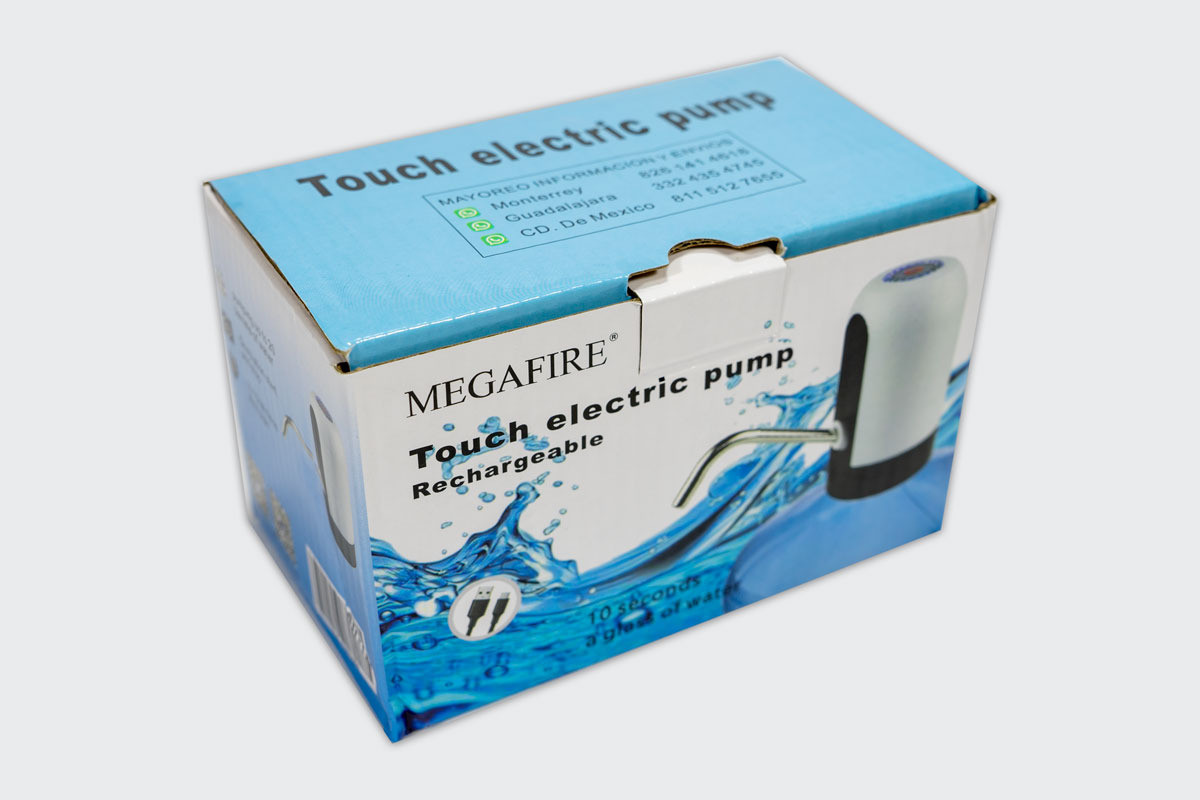 Touch electric pump
MAYOREO INFORMACION Y ENVIOS
Monterrey 826.141.4618
Guadalajara 332.435.4745
CD. De Mexico 811 512 7655
MEGAFIRE®
Touch electric pump
Rechargeable
10 seconds
a glass of water